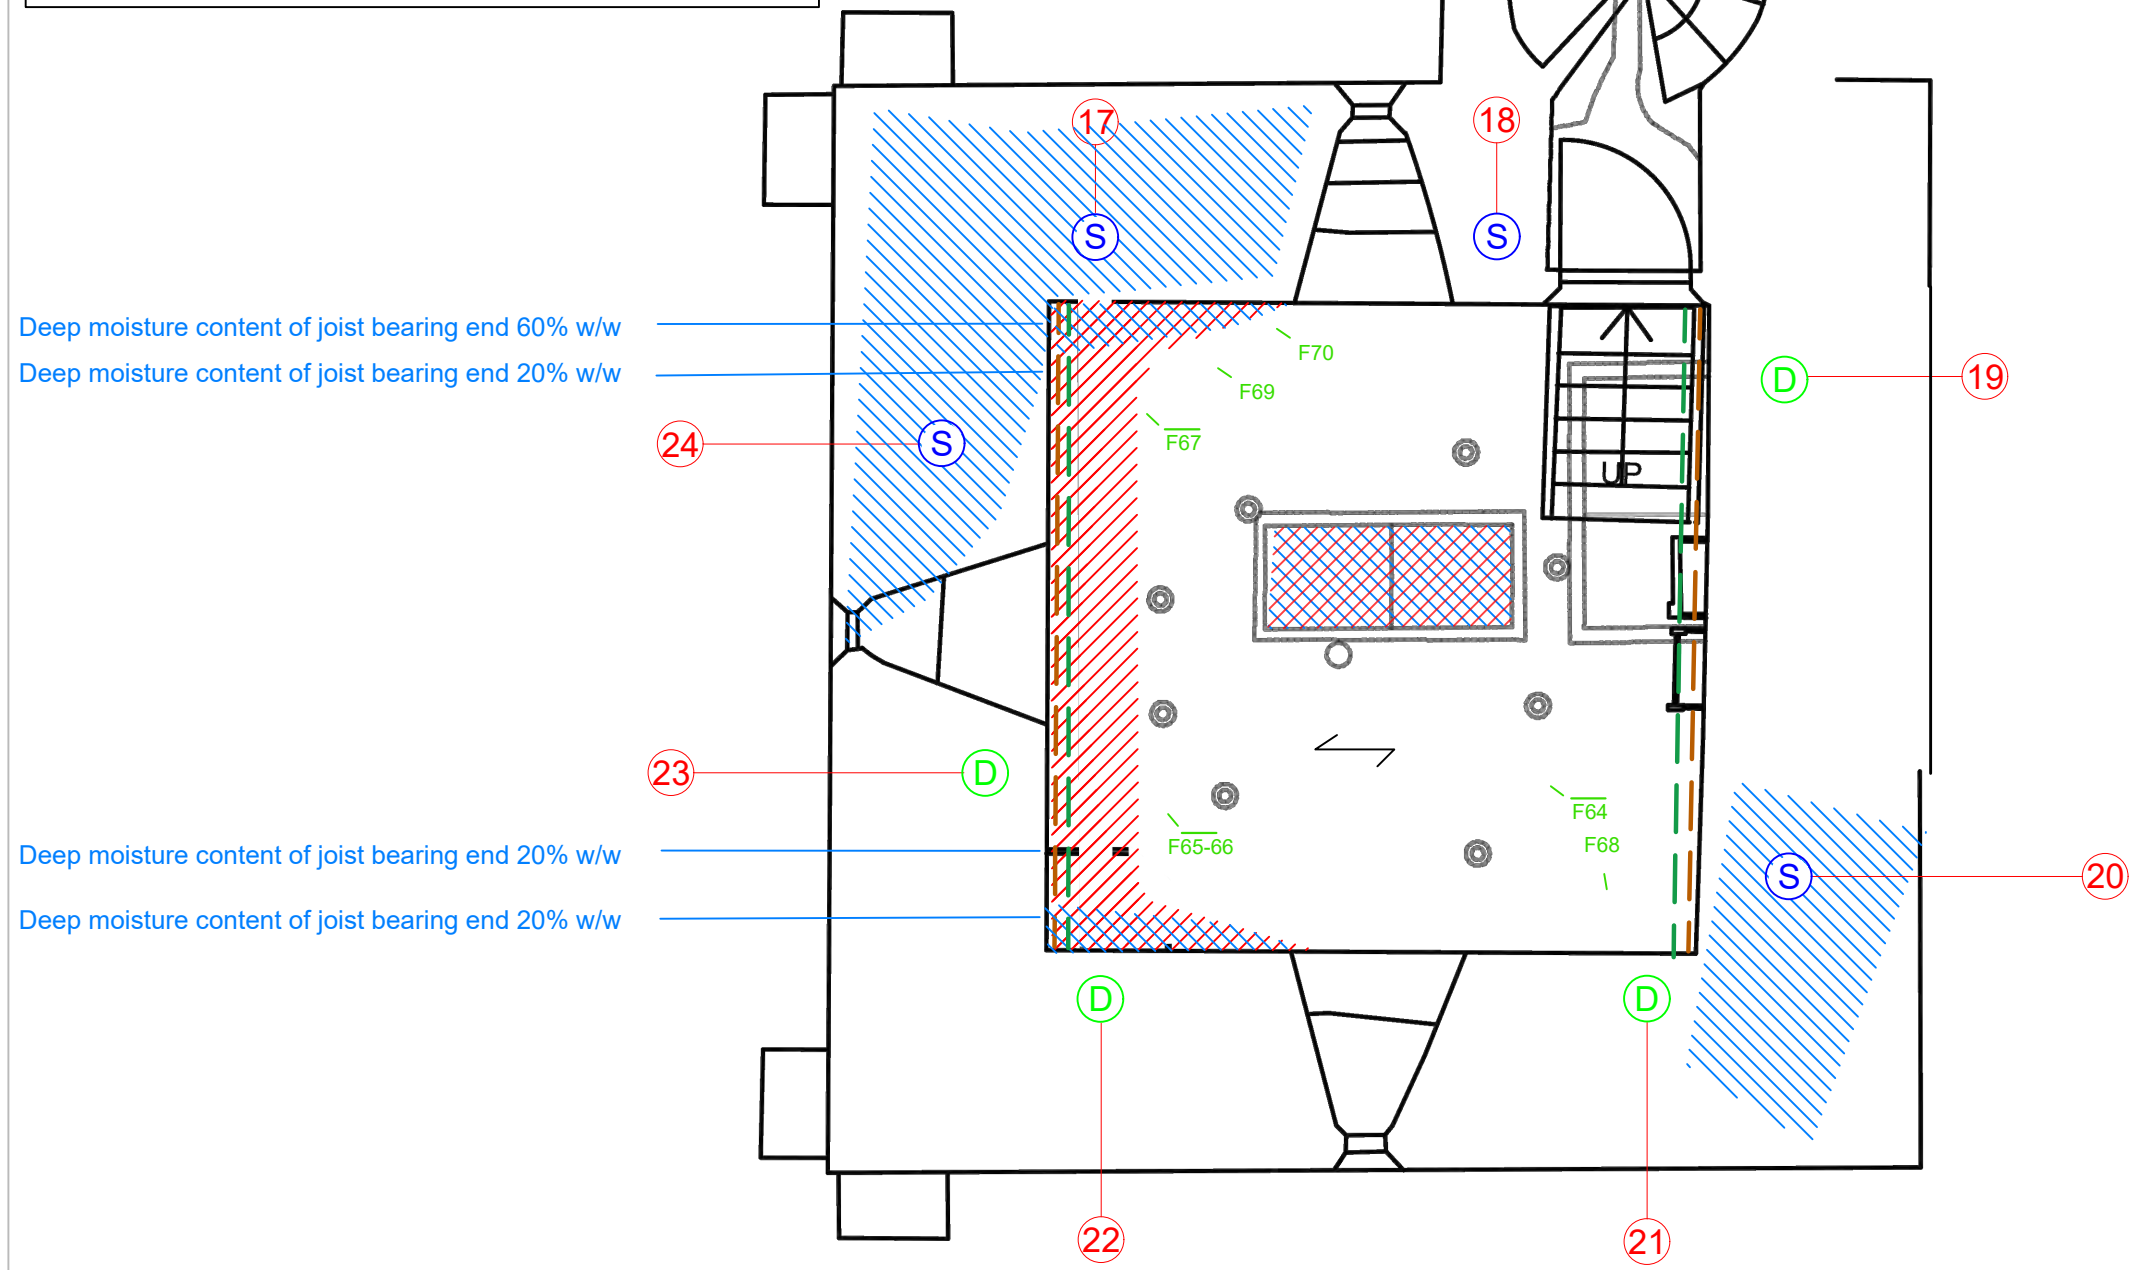 17
18
S
S
Deep moisture content of joist bearing end 60% w/w
F70
Deep moisture content of joist bearing end 20% w/w
D
19
F69
24
S
F67
UP
23
D
F64
F68
F65-66
Deep moisture content of joist bearing end 20% w/w
S
20
Deep moisture content of joist bearing end 20% w/w
D
D
22
21